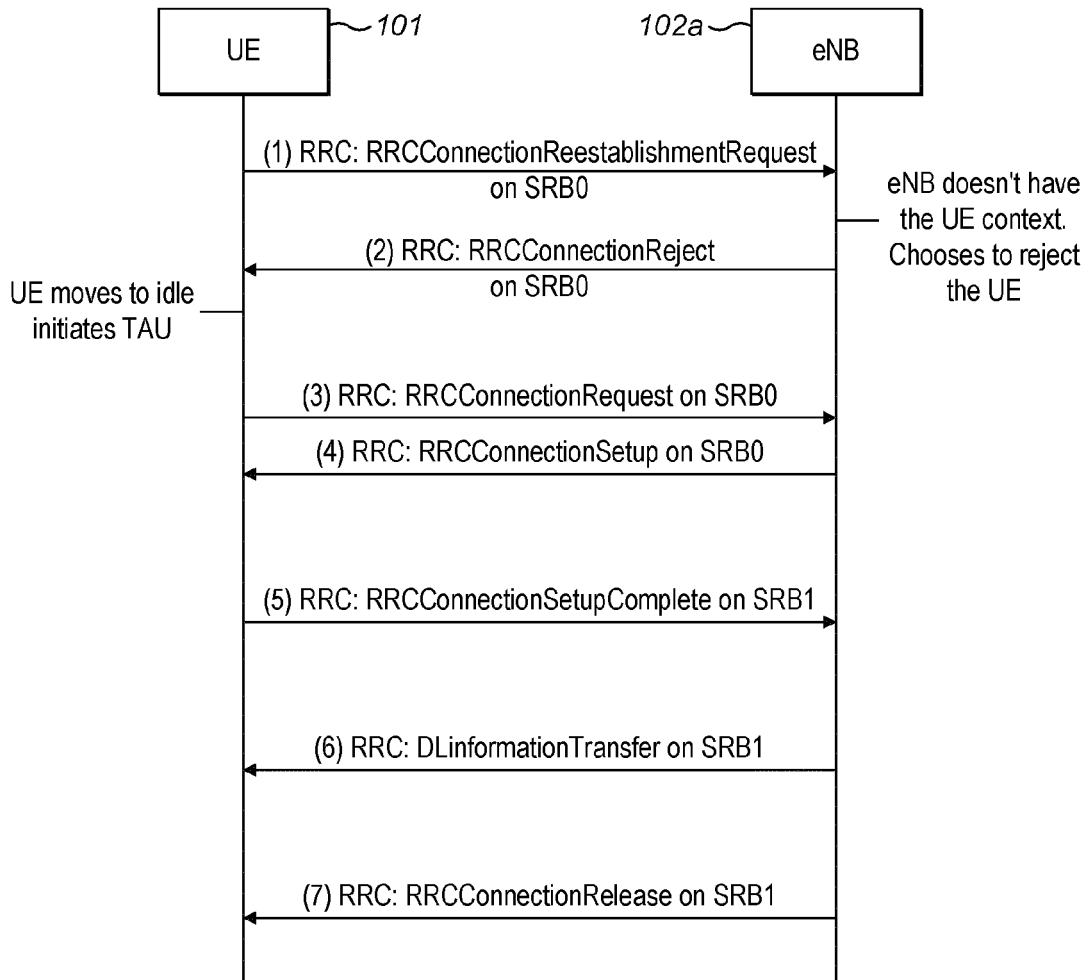 101
102a
UE
eNB
(1) RRC: RRCConnectionReestablishmentRequest
on SRB0
eNB doesn't have
the UE context.
Chooses to reject
the UE
(2) RRC: RRCConnectionReject
on SRB0
UE moves to idle
initiates TAU
(3) RRC: RRCConnectionRequest on SRB0
(4) RRC: RRCConnectionSetup on SRB0
(5) RRC: RRCConnectionSetupComplete on SRB1
(6) RRC: DLinformationTransfer on SRB1
(7) RRC: RRCConnectionRelease on SRB1